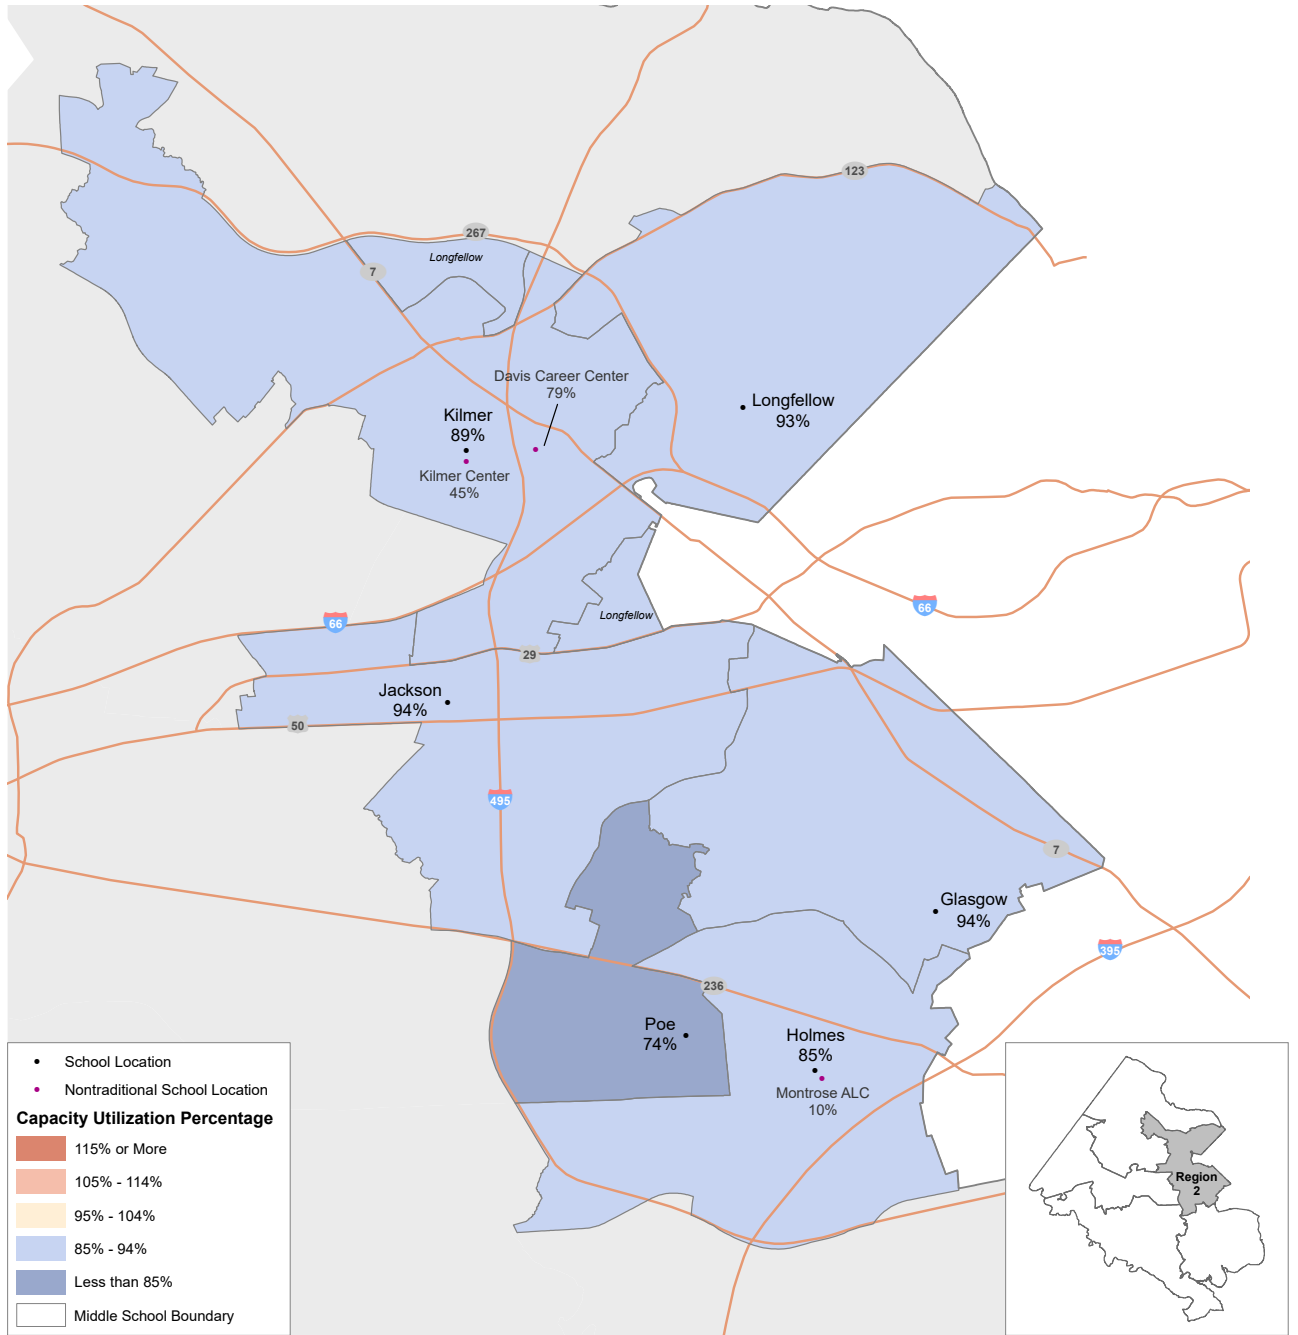 123
267
Longfellow
7
Davis Career Center
79%
Longfellow
93%
Kilmer
89%
Kilmer Center
45%
66
66
Longfellow
29
Jackson
94%
50
495
7
Glasgow
94%
395
236
Poe
74%
Holmes
85%
Montrose ALC
10%
School Location
Nontraditional School Location
Capacity Utilization Percentage
115% or More
105% - 114%
95% - 104%
85% - 94%
Less than 85%
Middle School Boundary
Region
2